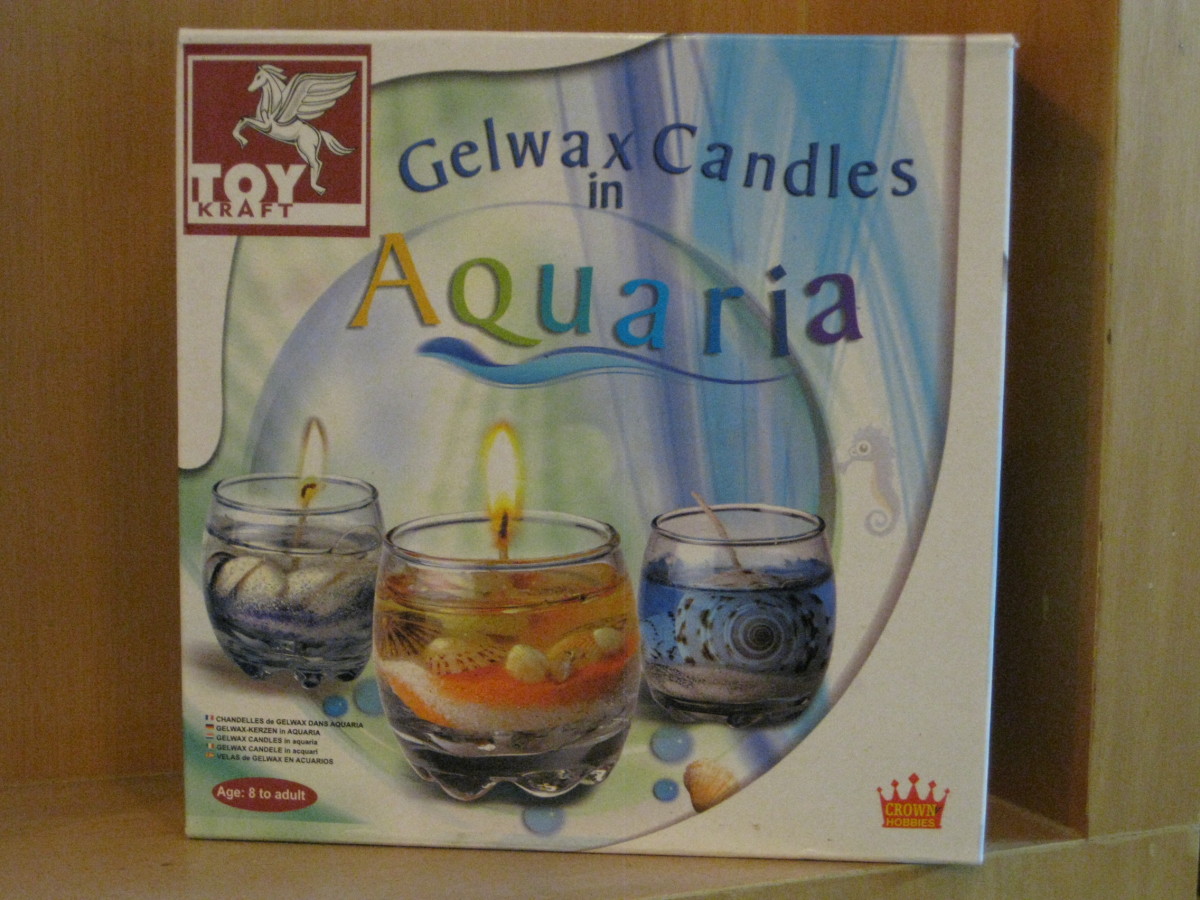 TOY
KRAFT
Gelwax Candles
in
Aquaria
CHANDELLES de GELWAX DANS AQUARIA
GELWAX-KERZEN in AQUARIA
GELWAX CANDLES in aquaria
GELWAX CANDELE in acquari
VELAS de GELWAX EN ACUARIOS
Age: 8 to adult
CROWN
HOBBIES